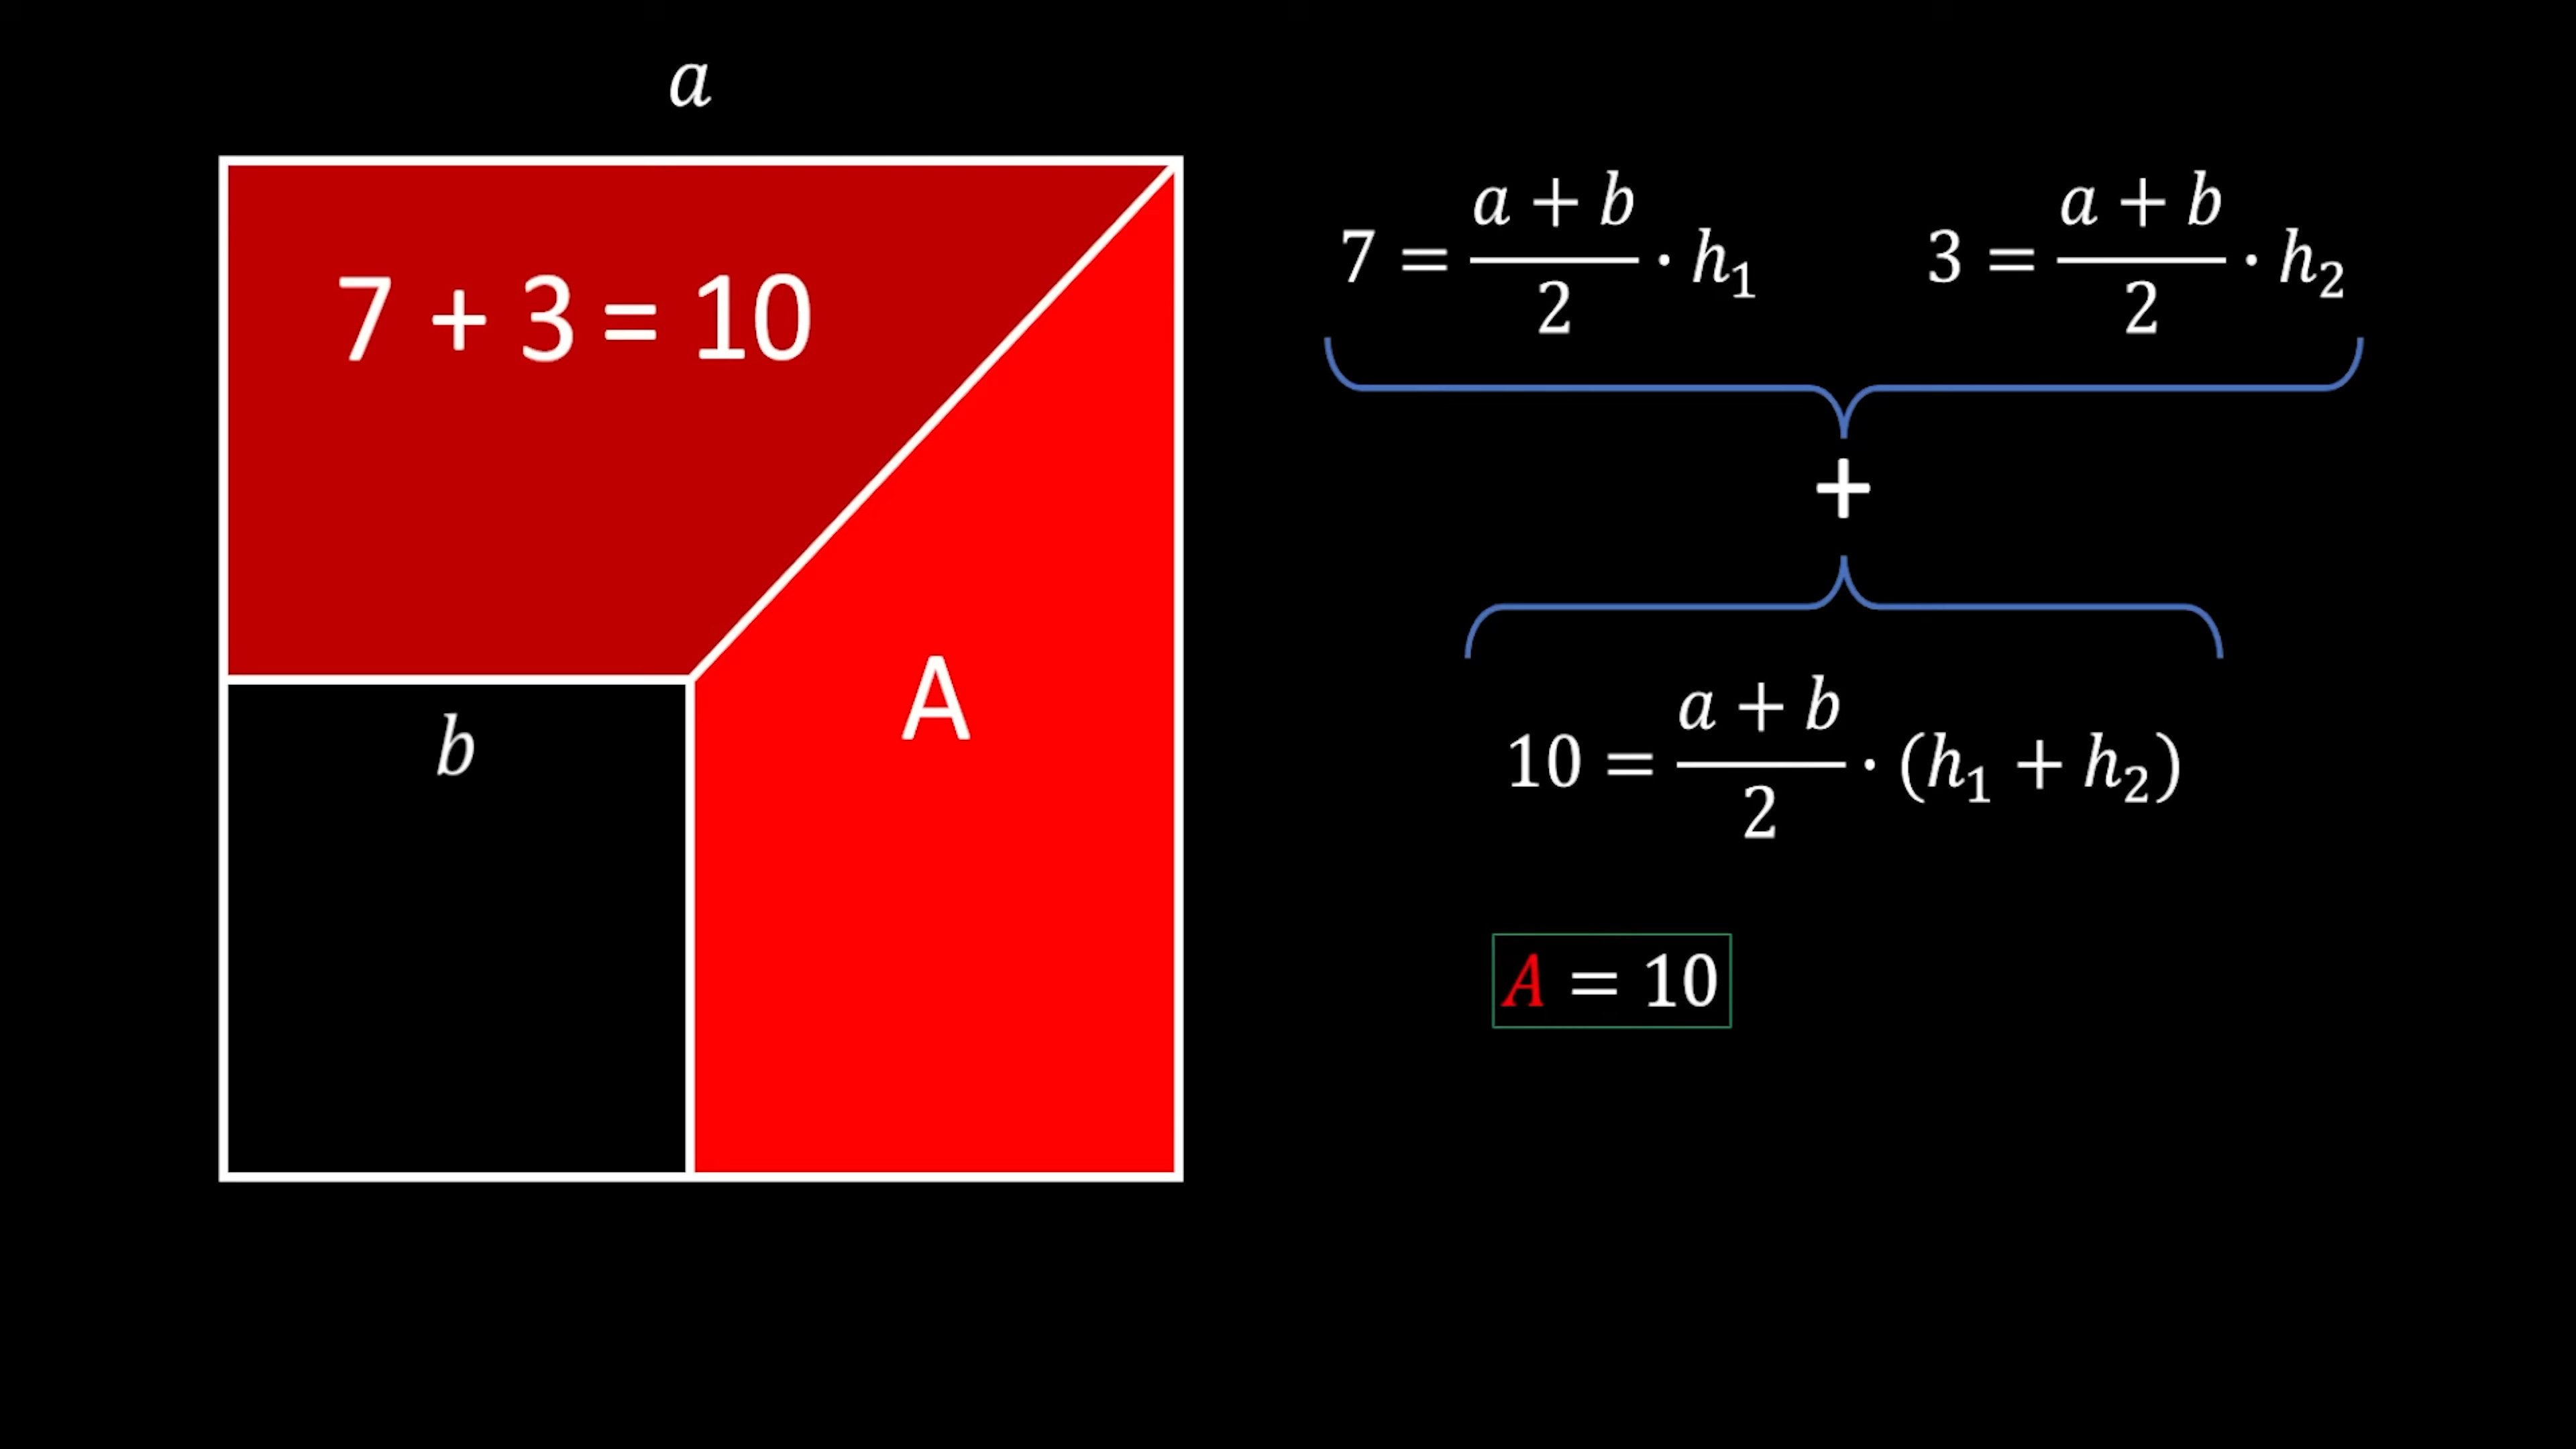 a
7 + 3 = 10
b
A
7 = a + b / 2 · h₁
3 = a + b / 2 · h₂
+
10 = a + b / 2 · (h₁ + h₂)
A = 10